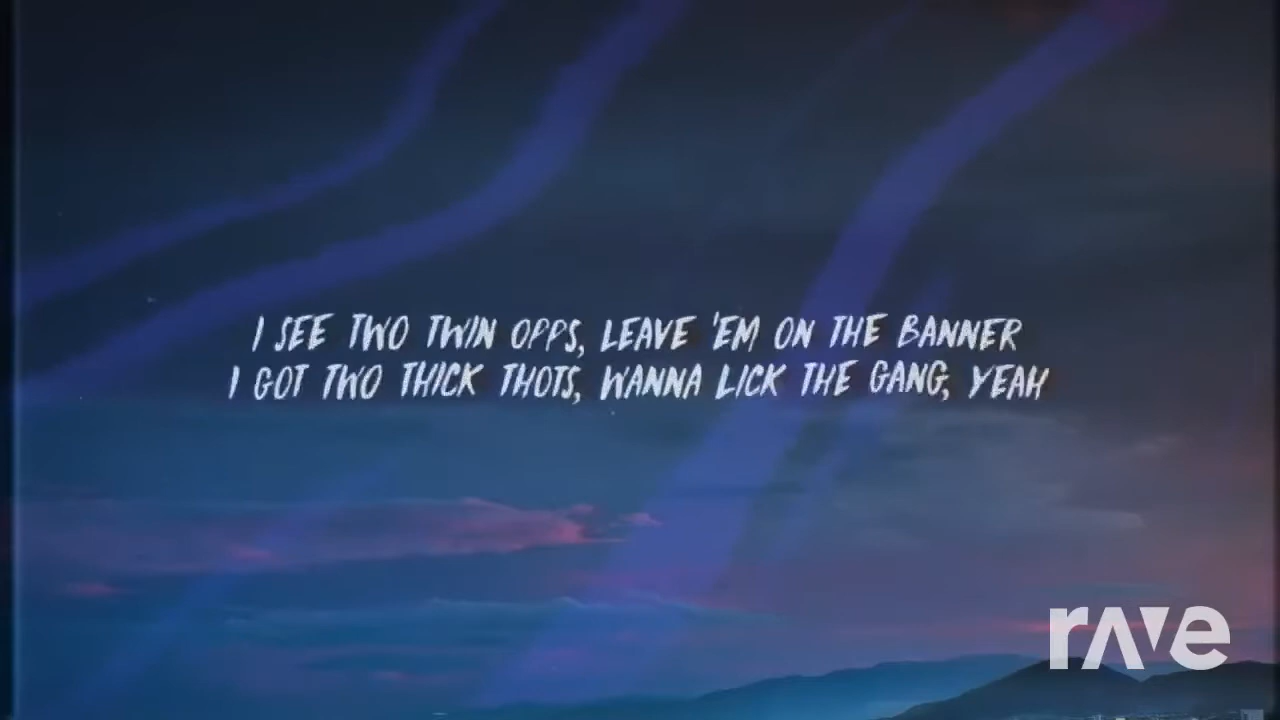 I SEE TWO TWIN OPPS, LEAVE 'EM ON THE BANNER
I GOT TWO THICK THOTS, WANNA LICK THE GANG, YEAH
rave